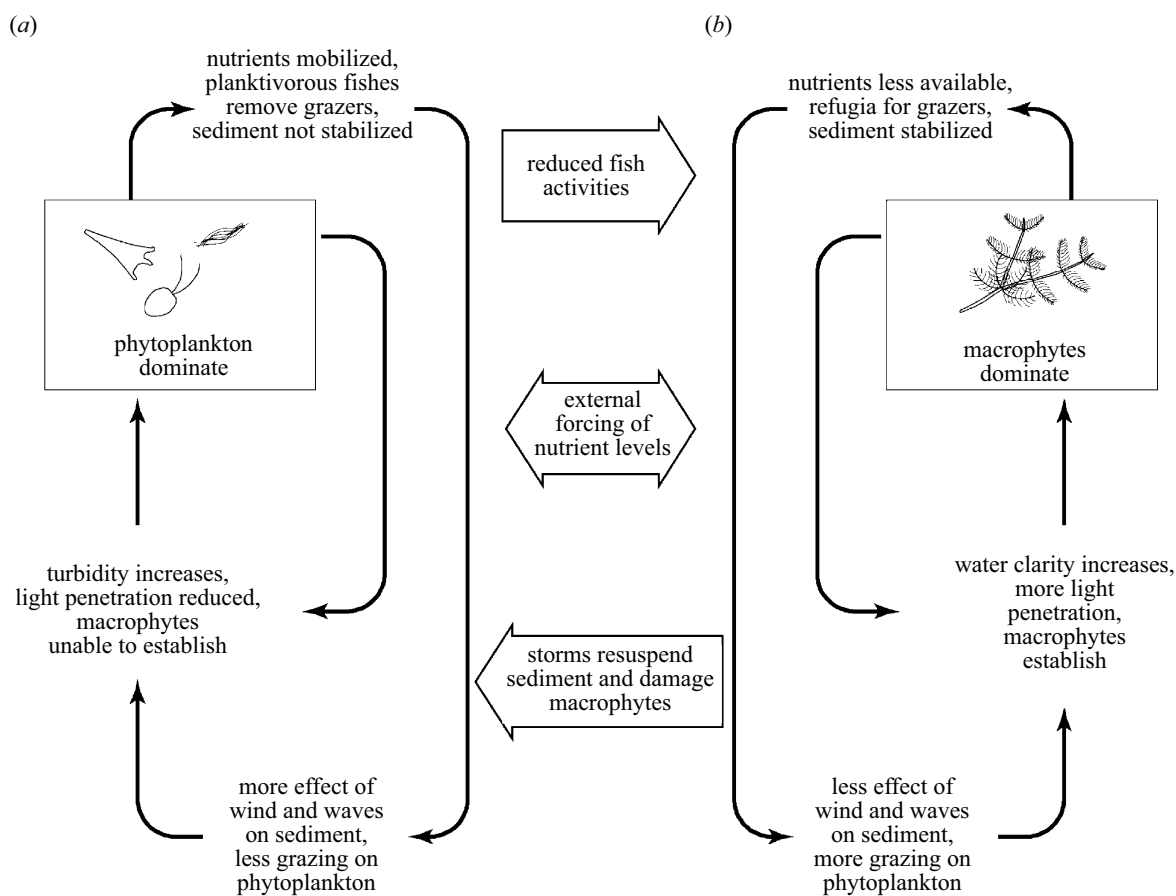 (a)
nutrients mobilized,
planktivorous fishes
remove grazers,
sediment not stabilized
phytoplankton
dominate
turbidity increases,
light penetration reduced,
macrophytes
unable to establish
more effect of
wind and waves
on sediment,
less grazing on
phytoplankton
reduced fish
activities
external
forcing of
nutrient levels
storms resuspend
sediment and damage
macrophytes
(b)
nutrients less available,
refugia for grazers,
sediment stabilized
macrophytes
dominate
water clarity increases,
more light
penetration,
macrophytes
establish
less effect of
wind and waves
on sediment,
more grazing on
phytoplankton